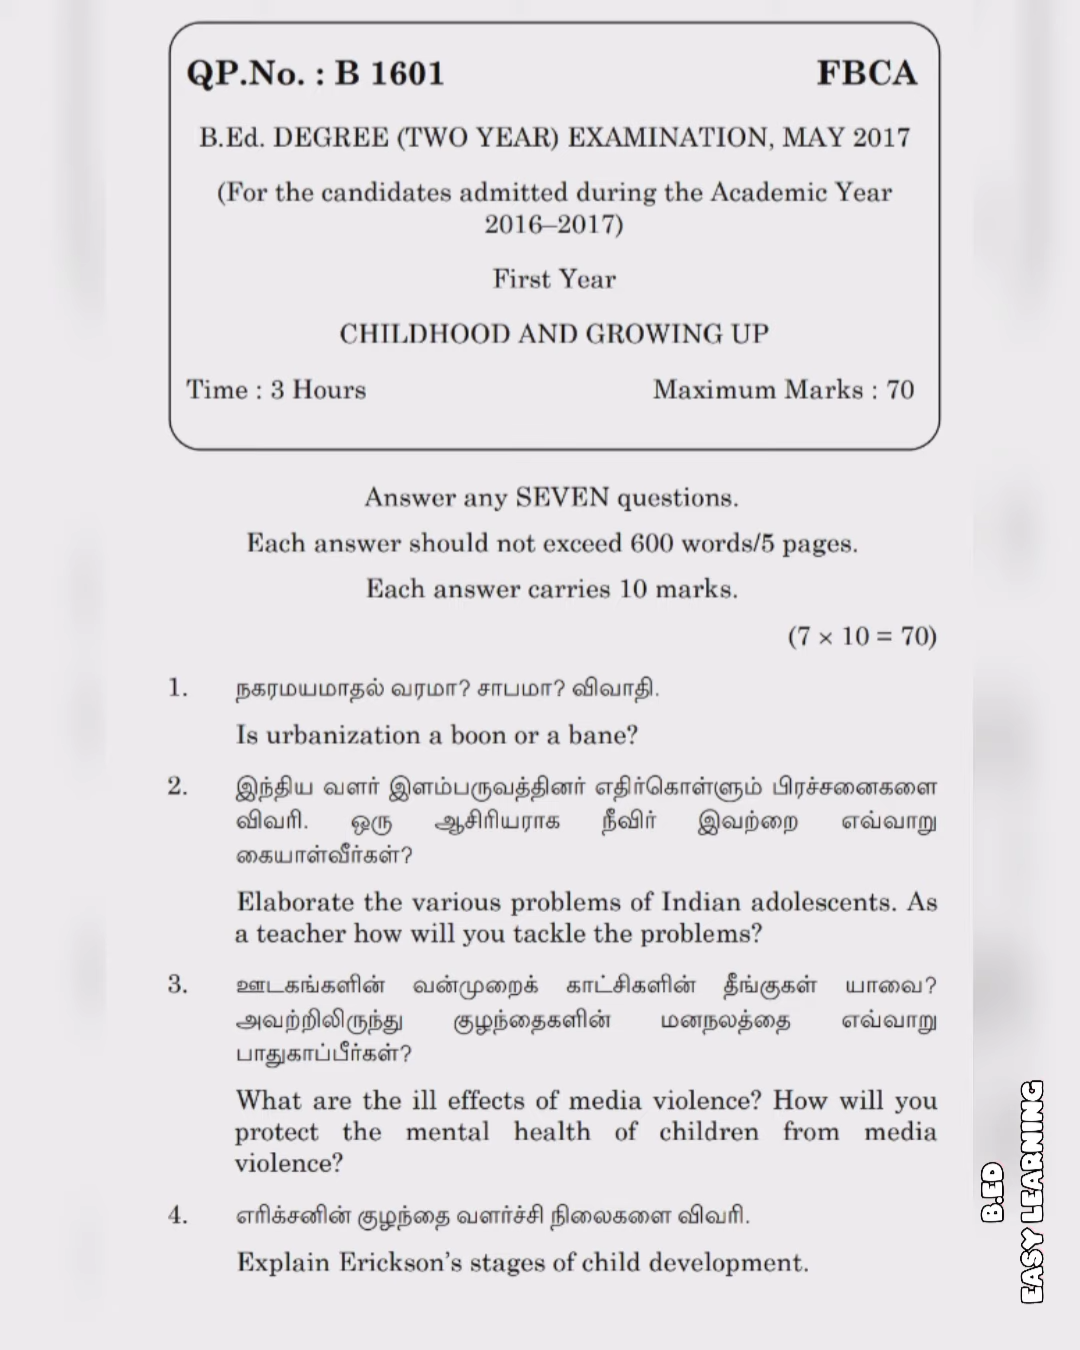 QP.No. : B 1601 FBCA
B.Ed. DEGREE (TWO YEAR) EXAMINATION, MAY 2017
(For the candidates admitted during the Academic Year
2016–2017)
First Year
CHILDHOOD AND GROWING UP
Time : 3 Hours Maximum Marks : 70
Answer any SEVEN questions.
Each answer should not exceed 600 words/5 pages.
Each answer carries 10 marks.
(7 × 10 = 70)
1. நகரமயமாதல் வரமா? சாபமா? விவாதி.
Is urbanization a boon or a bane?
2. இந்திய வளர் இளம்பருவத்தினர் எதிர்கொள்ளும் பிரச்சனைகளை
விவரி. ஒரு ஆசிரியராக நீவிர் இவற்றை எவ்வாறு
கையாள்வீர்கள்?
Elaborate the various problems of Indian adolescents. As
a teacher how will you tackle the problems?
3. ஊடகங்களின் வன்முறைக் காட்சிகளின் தீங்குகள் யாவை?
அவற்றிலிருந்து குழந்தைகளின் மனநலத்தை எவ்வாறு
பாதுகாப்பீர்கள்?
What are the ill effects of media violence? How will you
protect the mental health of children from media
violence?
4. எரிக்சனின் குழந்தை வளர்ச்சி நிலைகளை விவரி.
Explain Erickson's stages of child development.
B.ED
EASY LEARNING